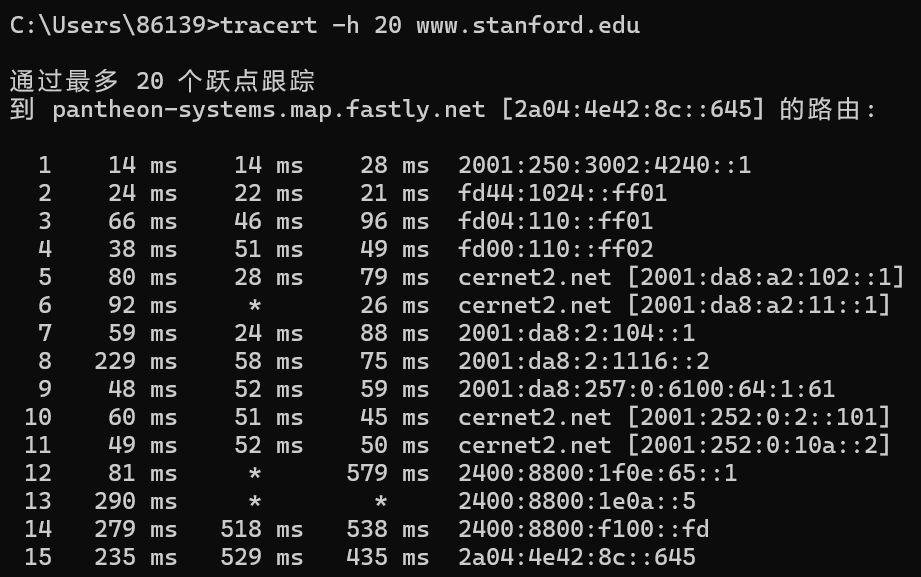 C:\Users\86139>tracert -h 20 www.stanford.edu
通过最多 20 个跃点跟踪
到 pantheon-systems.map.fastly.net [2a04:4e42:8c::645] 的路由:
1 14 ms 14 ms 28 ms 2001:250:3002:4240::1
2 24 ms 22 ms 21 ms fd44:1024::ff01
3 66 ms 46 ms 96 ms fd04:110::ff01
4 38 ms 51 ms 49 ms fd00:110::ff02
5 80 ms 28 ms 79 ms cernet2.net [2001:da8:a2:102::1]
6 92 ms * 26 ms cernet2.net [2001:da8:a2:11::1]
7 59 ms 24 ms 88 ms 2001:da8:2:104::1
8 229 ms 58 ms 75 ms 2001:da8:2:1116::2
9 48 ms 52 ms 59 ms 2001:da8:257:0:6100:64:1:61
10 60 ms 51 ms 45 ms cernet2.net [2001:252:0:2::101]
11 49 ms 52 ms 50 ms cernet2.net [2001:252:0:10a::2]
12 81 ms * 579 ms 2400:8800:1f0e:65::1
13 290 ms * * 2400:8800:1e0a::5
14 279 ms 518 ms 538 ms 2400:8800:f100::fd
15 235 ms 529 ms 435 ms 2a04:4e42:8c::645